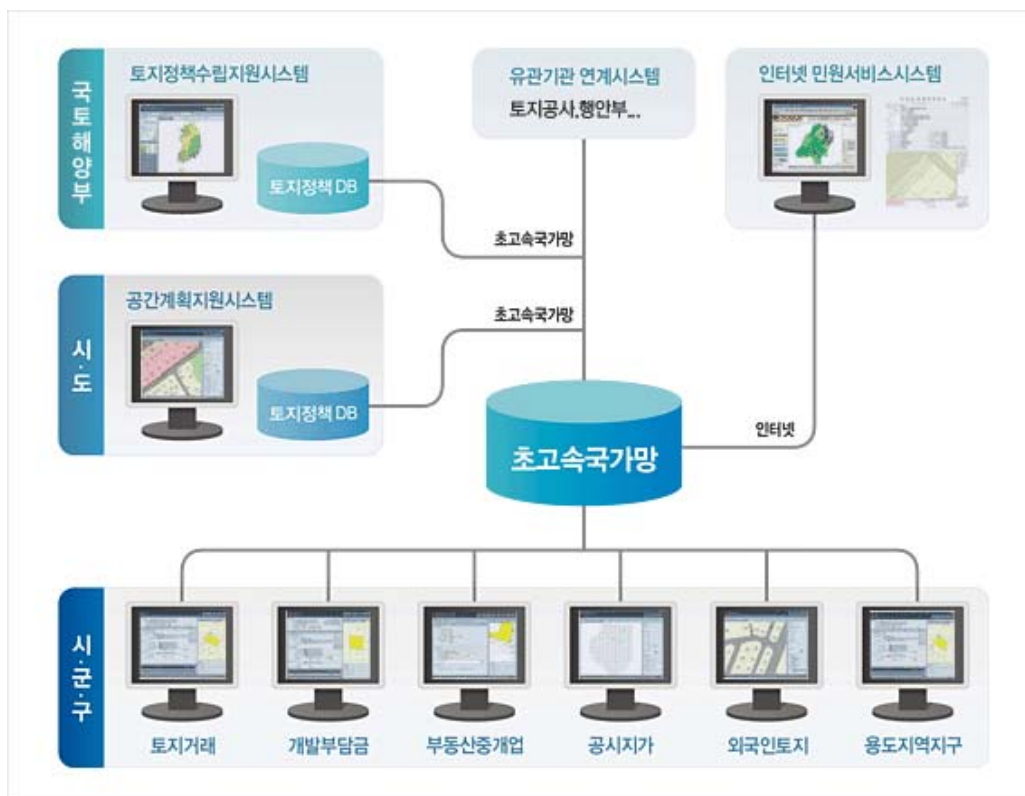 국토해양부
토지정책수립지원시스템
토지정책 DB
유관기관 연계시스템
토지공사,행안부...
인터넷 민원서비스시스템
초고속국가망
시·도
공간계획지원시스템
토지정책 DB
초고속국가망
초고속국가망
인터넷
시·군·구
토지거래
개발부담금
부동산중개업
공시지가
외국인토지
용도지역지구